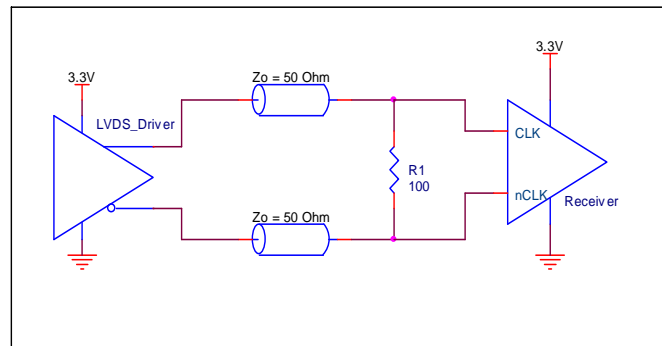 3.3V
LVDS_Driver
Zo = 50 Ohm
Zo = 50 Ohm
R1
100
3.3V
CLK
nCLK
Receiver